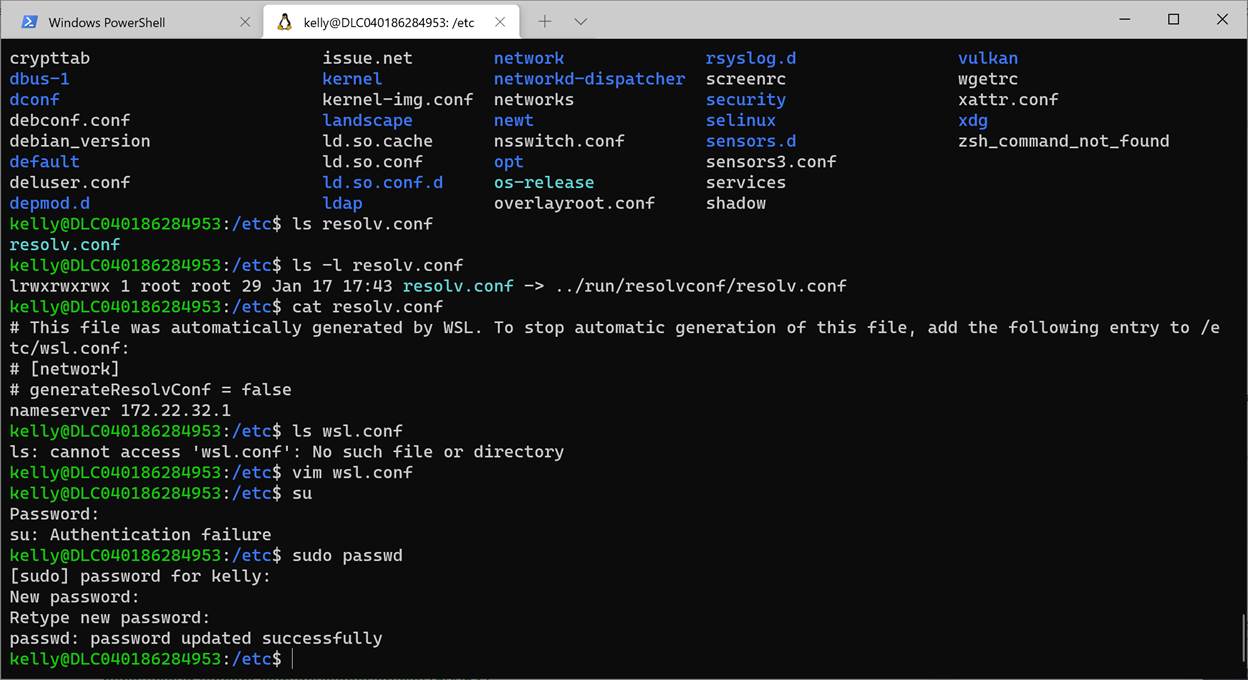 Windows PowerShell kelly@DLC040186284953: /etc
crypttab issue.net network rsyslog.d vulkan
dbus-1 kernel networkd-dispatcher screenrc wgetrc
dconf kernel-img.conf networks security xattr.conf
debconf.conf landscape newt selinux xdg
debian_version ld.so.cache nsswitch.conf sensors.d zsh_command_not_found
default ld.so.conf opt sensors3.conf
deluser.conf ld.so.conf.d os-release services
depmod.d ldap overlayroot.conf shadow
kelly@DLC040186284953:/etc$ ls resolv.conf
resolv.conf
kelly@DLC040186284953:/etc$ ls -l resolv.conf
lrwxrwxrwx 1 root root 29 Jan 17 17:43 resolv.conf -> ../run/resolvconf/resolv.conf
kelly@DLC040186284953:/etc$ cat resolv.conf
# This file was automatically generated by WSL. To stop automatic generation of this file, add the following entry to /e
tc/wsl.conf:
# [network]
# generateResolvConf = false
nameserver 172.22.32.1
kelly@DLC040186284953:/etc$ ls wsl.conf
ls: cannot access 'wsl.conf': No such file or directory
kelly@DLC040186284953:/etc$ vim wsl.conf
kelly@DLC040186284953:/etc$ su
Password:
su: Authentication failure
kelly@DLC040186284953:/etc$ sudo passwd
[sudo] password for kelly:
New password:
Retype new password:
passwd: password updated successfully
kelly@DLC040186284953:/etc$